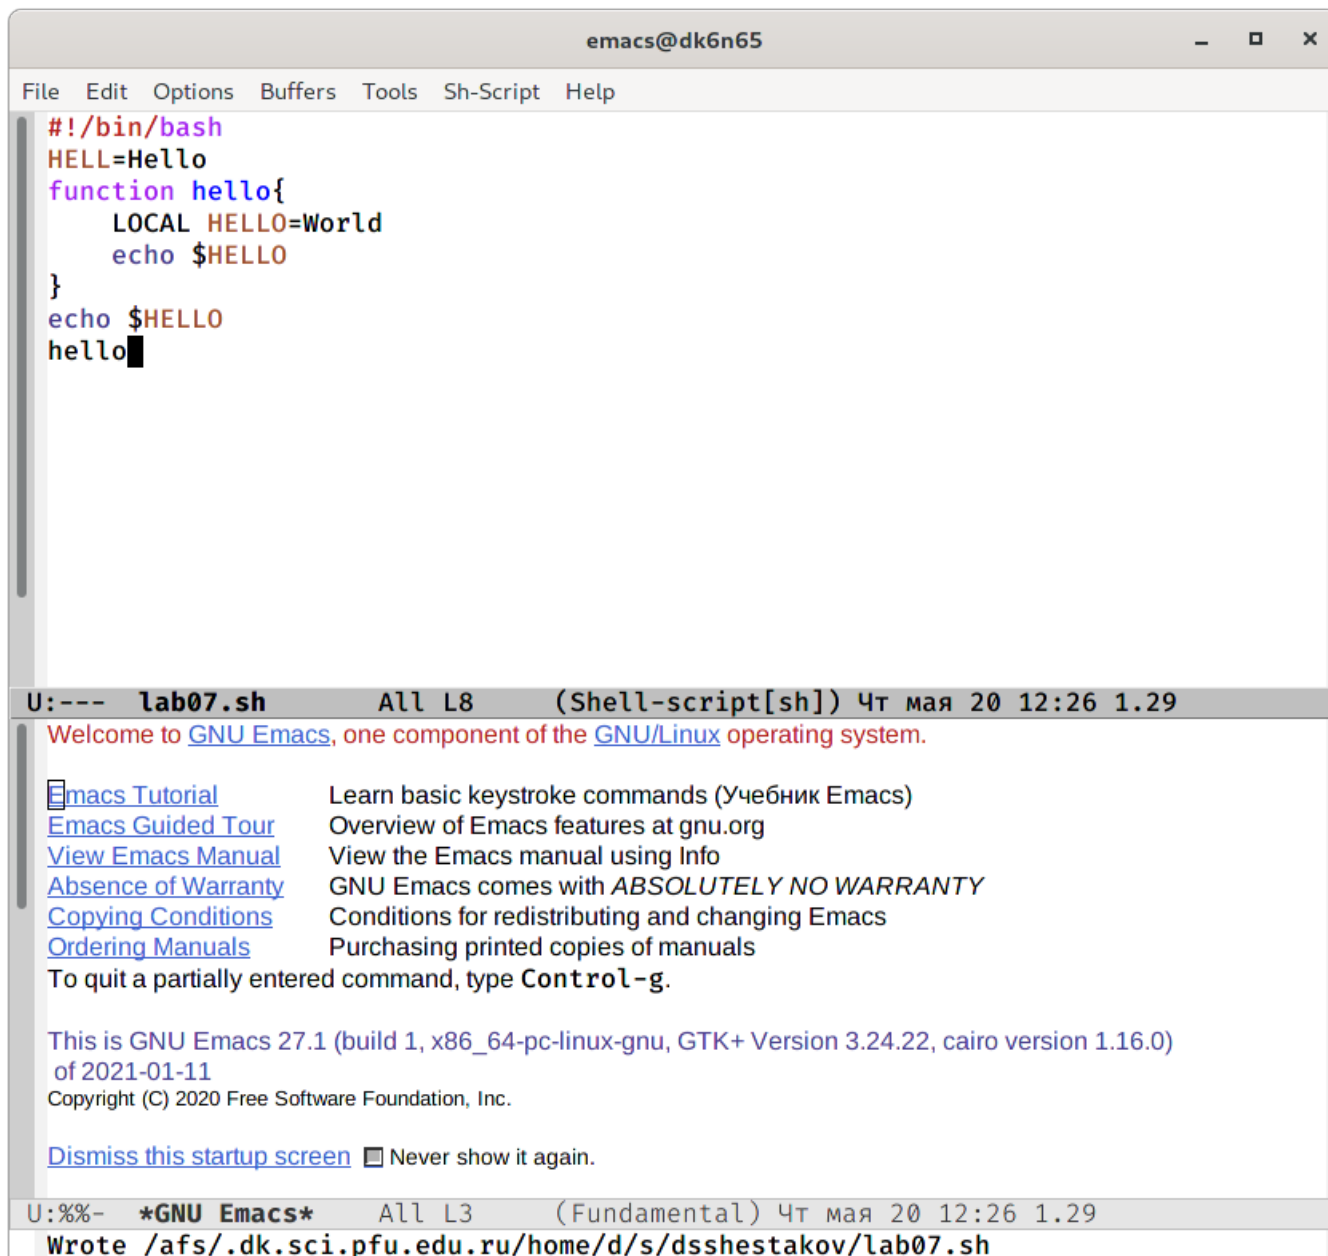 emacs@dk6n65
File Edit Options Buffers Tools Sh-Script Help
#!/bin/bash
HELL=Hello
function hello{
    LOCAL HELLO=World
    echo $HELLO
}
echo $HELLO
hello
U:--- lab07.sh All L8 (Shell-script[sh]) Чт мая 20 12:26 1.29
Welcome to GNU Emacs, one component of the GNU/Linux operating system.
Emacs Tutorial Learn basic keystroke commands (Учебник Emacs)
Emacs Guided Tour Overview of Emacs features at gnu.org
View Emacs Manual View the Emacs manual using Info
Absence of Warranty GNU Emacs comes with ABSOLUTELY NO WARRANTY
Copying Conditions Conditions for redistributing and changing Emacs
Ordering Manuals Purchasing printed copies of manuals
To quit a partially entered command, type Control-g.
This is GNU Emacs 27.1 (build 1, x86_64-pc-linux-gnu, GTK+ Version 3.24.22, cairo version 1.16.0)
of 2021-01-11
Copyright (C) 2020 Free Software Foundation, Inc.
Dismiss this startup screen Never show it again.
U:%%- *GNU Emacs* All L3 (Fundamental) Чт мая 20 12:26 1.29
Wrote /afs/.dk.sci.pfu.edu.ru/home/d/s/dsshestakov/lab07.sh